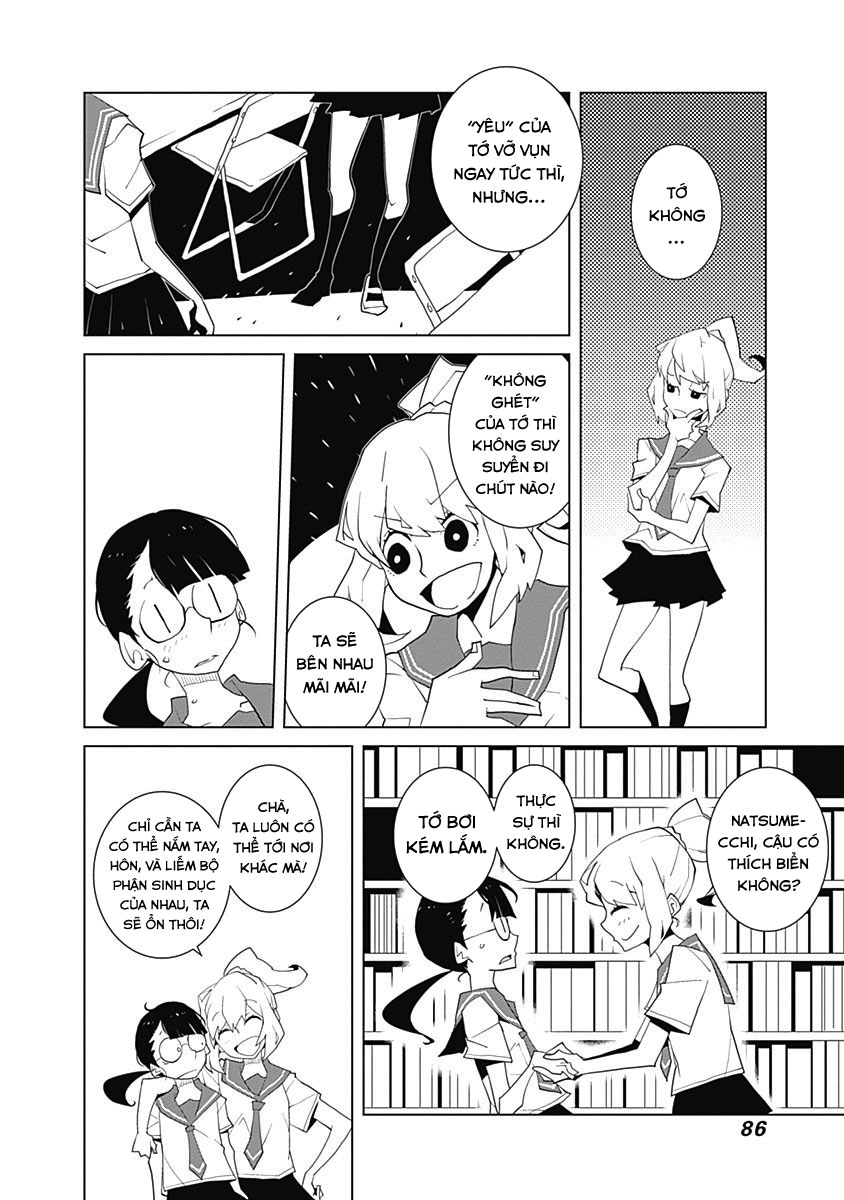 TỚ
KHÔNG
...
"YÊU" CỦA
TỚ VỠ VỤN
NGAY TỨC THÌ,
NHƯNG...
"KHÔNG
GHÉT"
CỦA TỚ THÌ
KHÔNG SUY
SUYỂN ĐI
CHÚT NÀO!
TA SẼ
BÊN NHAU
MÃI MÃI!
NATSUME-
CCHI, CẬU CÓ
THÍCH BIỂN
KHÔNG?
THỰC
SỰ THÌ
KHÔNG.
TỚ BƠI
KÉM LẮM.
CHÀ,
TA LUÔN CÓ
THỂ TỚI NƠI
KHÁC MÀ!
CHỈ CẦN TA
CÓ THỂ NẮM TAY,
HÔN, VÀ LIẾM BỘ
PHẬN SINH DỤC
CỦA NHAU, TA
SẼ ỔN THÔI!
86